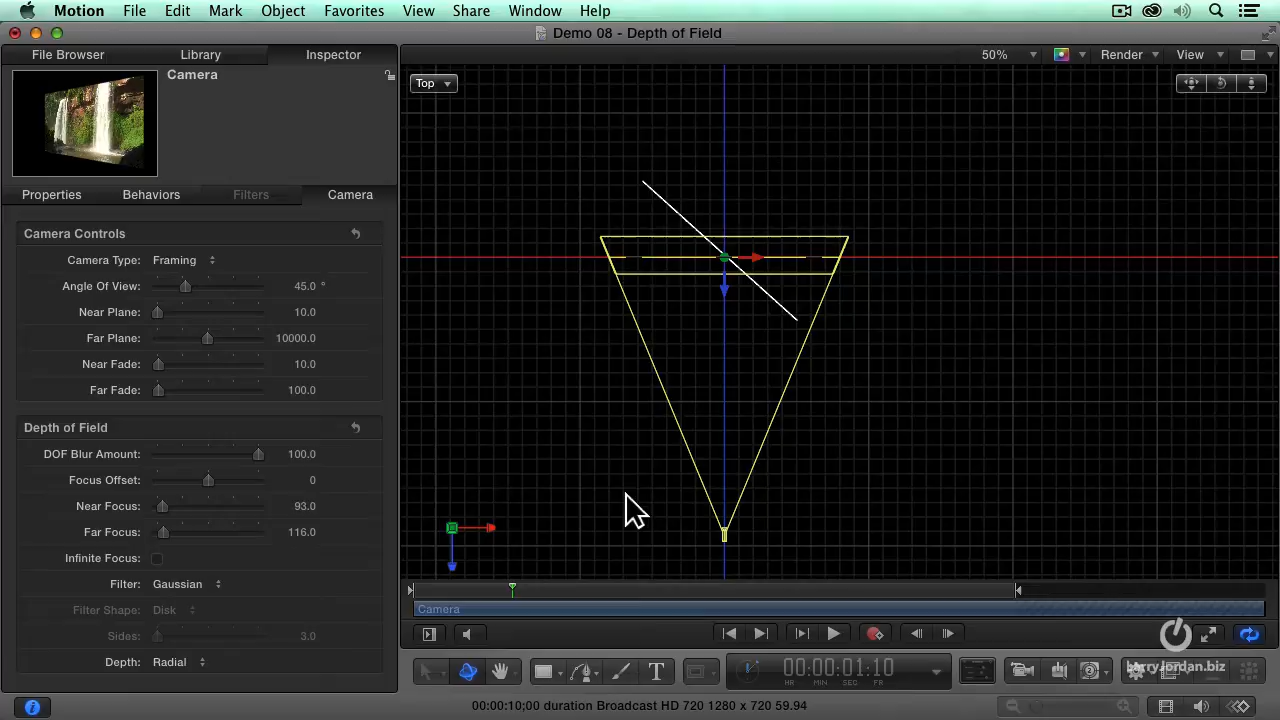 Motion File Edit Mark Object Favorites View Share Window Help
Demo 08 - Depth of Field
File Browser Library Inspector
50% Render View
Camera
Top
Properties Behaviors Filters Camera
Camera Controls
Camera Type: Framing
Angle Of View: 45.0 °
Near Plane: 10.0
Far Plane: 10000.0
Near Fade: 10.0
Far Fade: 100.0
Depth of Field
DOF Blur Amount: 100.0
Focus Offset: 0
Near Focus: 93.0
Far Focus: 116.0
Infinite Focus:
Filter: Gaussian
Filter Shape: Disk
Sides: 3.0
Depth: Radial
Camera
T
00:00:01:10
HR MIN SEC FR
larryjordan.biz
00:00:10;00 duration Broadcast HD 720 1280 x 720 59.94